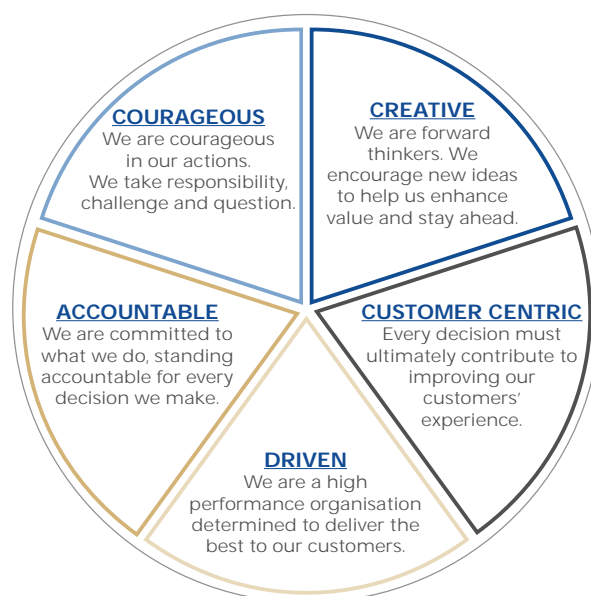 COURAGEOUS
We are courageous
in our actions.
We take responsibility,
challenge and question.
CREATIVE
We are forward
thinkers. We
encourage new ideas
to help us enhance
value and stay ahead.
ACCOUNTABLE
We are committed to
what we do, standing
accountable for every
decision we make.
CUSTOMER CENTRIC
Every decision must
ultimately contribute to
improving our
customers’
experience.
DRIVEN
We are a high
performance organisation
determined to deliver the
best to our customers.